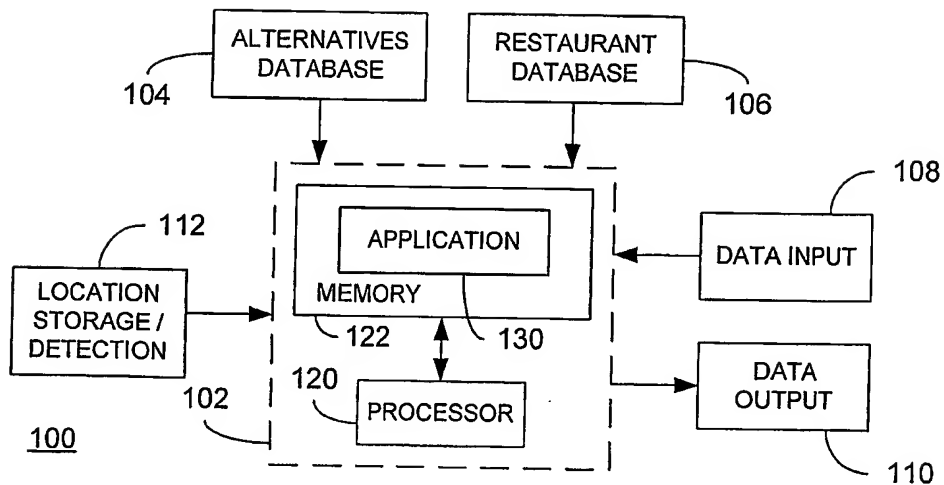 ALTERNATIVES
DATABASE
104
RESTAURANT
DATABASE
106
108
DATA INPUT
112
LOCATION
STORAGE /
DETECTION
APPLICATION
MEMORY
122
130
120
PROCESSOR
102
DATA
OUTPUT
110
100